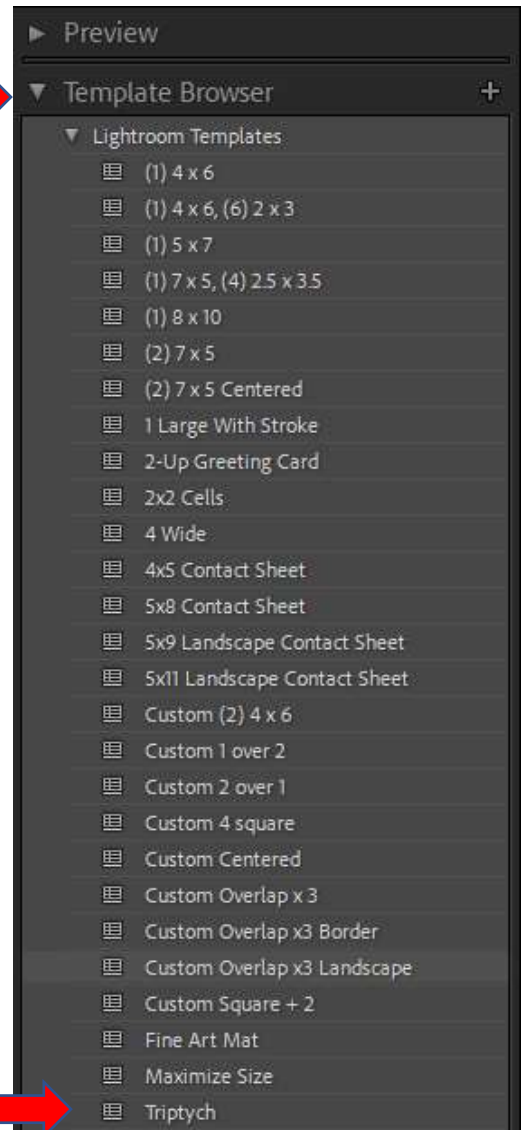 Preview
Template Browser +
Lightroom Templates
(1) 4 x 6
(1) 4 x 6, (6) 2 x 3
(1) 5 x 7
(1) 7 x 5, (4) 2.5 x 3.5
(1) 8 x 10
(2) 7 x 5
(2) 7 x 5 Centered
1 Large With Stroke
2-Up Greeting Card
2x2 Cells
4 Wide
4x5 Contact Sheet
5x8 Contact Sheet
5x9 Landscape Contact Sheet
5x11 Landscape Contact Sheet
Custom (2) 4 x 6
Custom 1 over 2
Custom 2 over 1
Custom 4 square
Custom Centered
Custom Overlap x 3
Custom Overlap x3 Border
Custom Overlap x3 Landscape
Custom Square + 2
Fine Art Mat
Maximize Size
Triptych